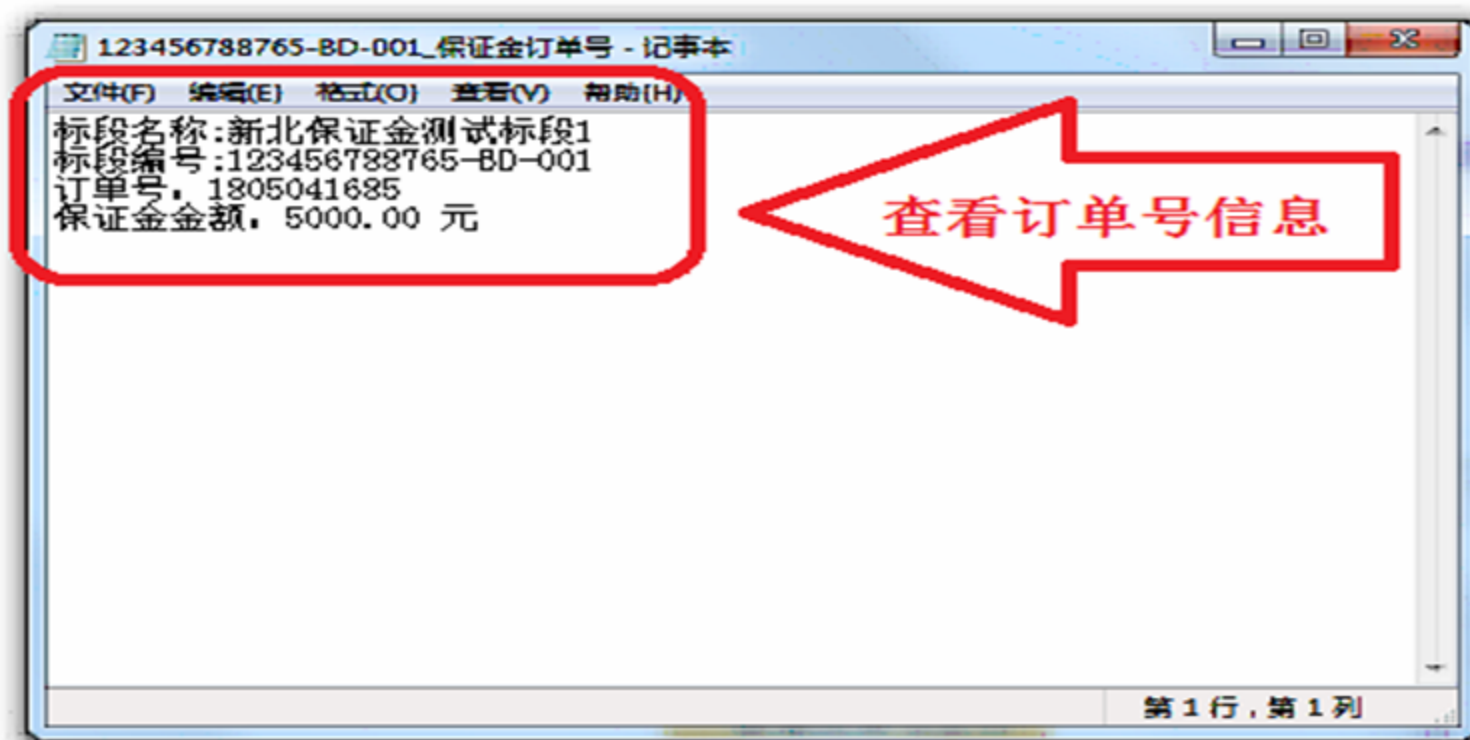 123456788765-BD-001_保证金订单号 - 记事本
文件(F) 编辑(E) 格式(O) 查看(V) 帮助(H)
标段名称:新北保证金测试标段1
标段编号:123456788765-BD-001
订单号: 1805041685
保证金金额: 5000.00 元
查看订单号信息
第 1 行，第 1 列